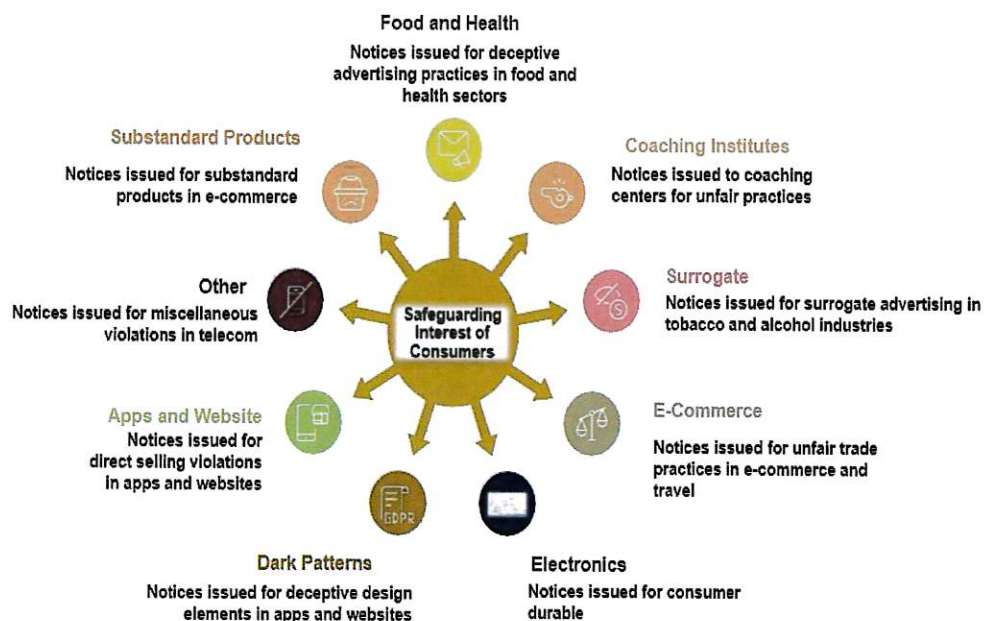 Food and Health
Notices issued for deceptive
advertising practices in food and
health sectors
Substandard Products
Notices issued for substandard
products in e-commerce
Coaching Institutes
Notices issued to coaching
centers for unfair practices
Other
Notices issued for miscellaneous
violations in telecom
Safeguarding
Interest of
Consumers
Surrogate
Notices issued for surrogate advertising in
tobacco and alcohol industries
Apps and Website
Notices issued for
direct selling violations
in apps and websites
E-Commerce
Notices issued for unfair trade
practices in e-commerce and
travel
GDPR
Dark Patterns
Notices issued for deceptive design
elements in apps and websites
Electronics
Notices issued for consumer
durable